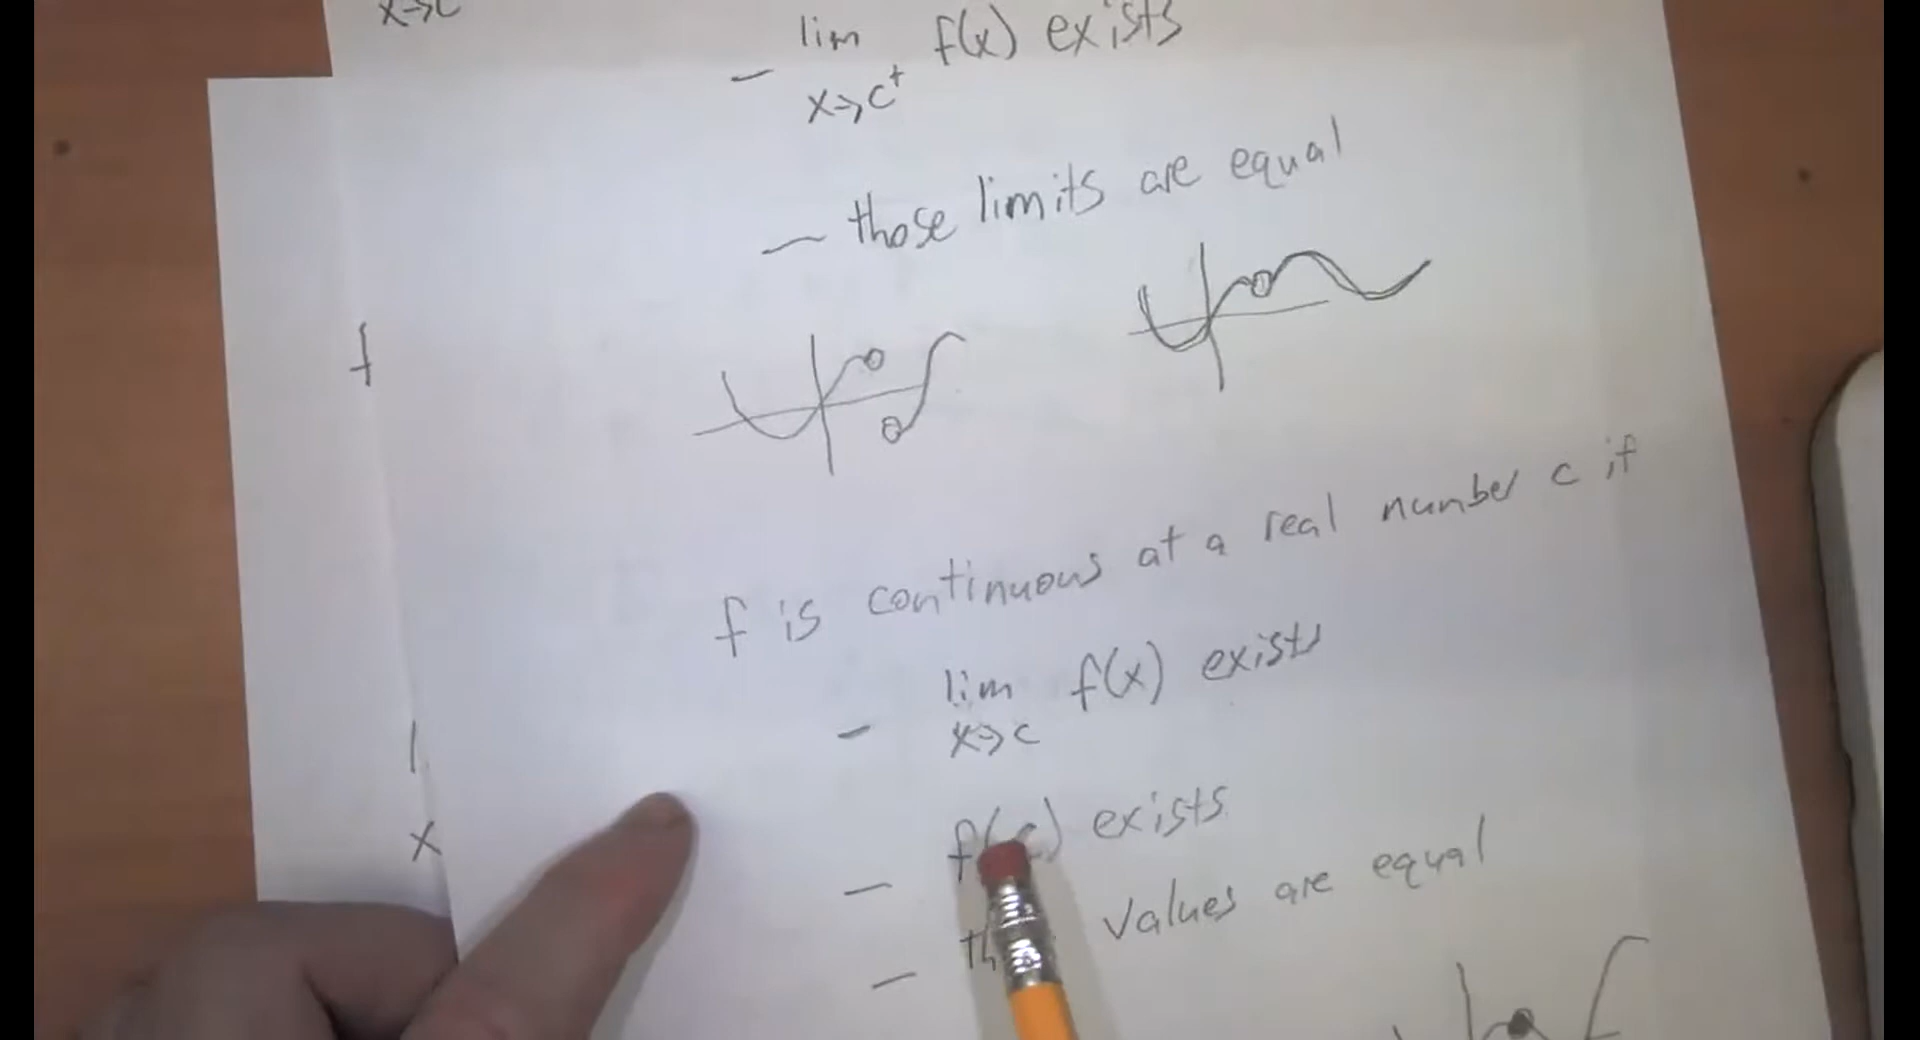 x→c
– lim f(x) exists
x→c⁺
– those limits are equal
f
f is continuous at a real number c if
– lim f(x) exists
x→c
l
– f(c) exists
x
– values are equal